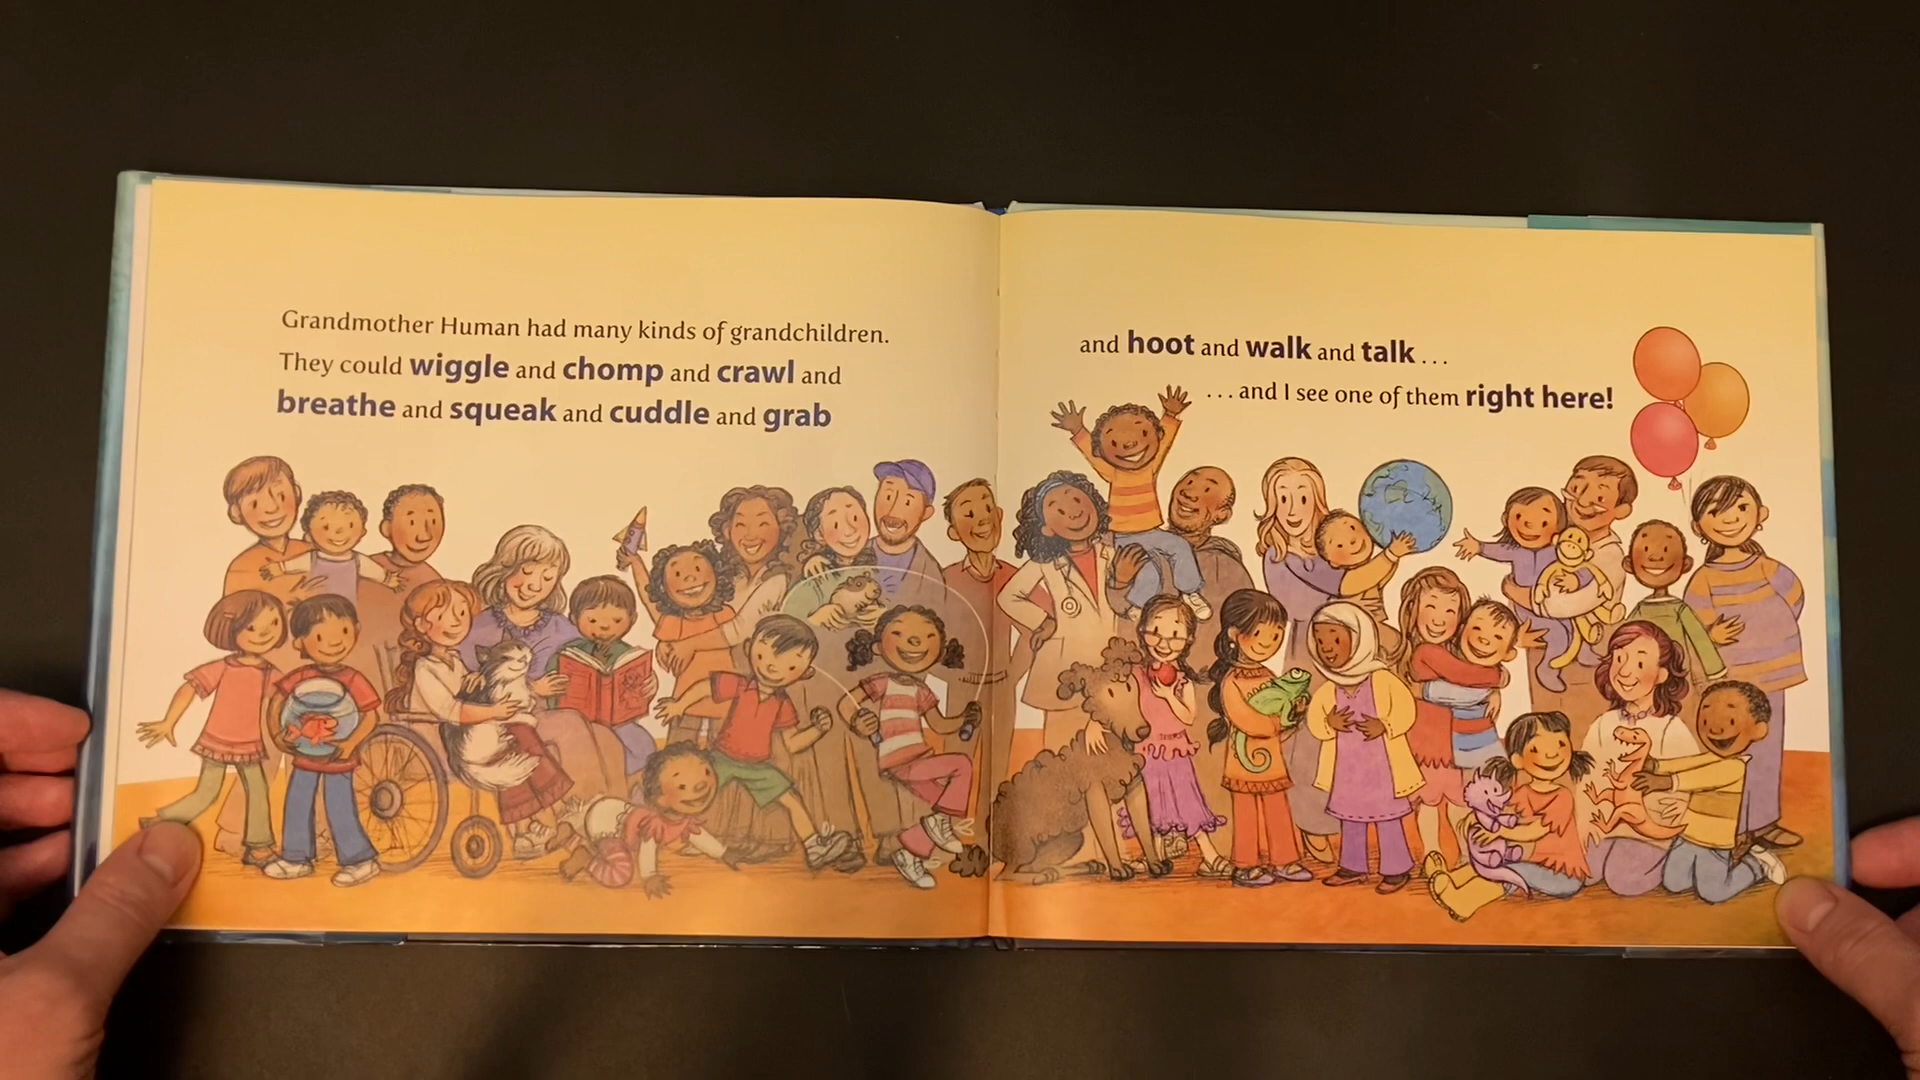 Grandmother Human had many kinds of grandchildren.
They could wiggle and chomp and crawl and
breathe and squeak and cuddle and grab
and hoot and walk and talk . . .
. . . and I see one of them right here!